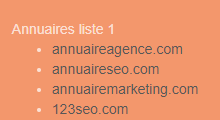 Annuaires liste 1
• annuaireagence.com
• annuaireseo.com
• annuairemarketing.com
• 123seo.com